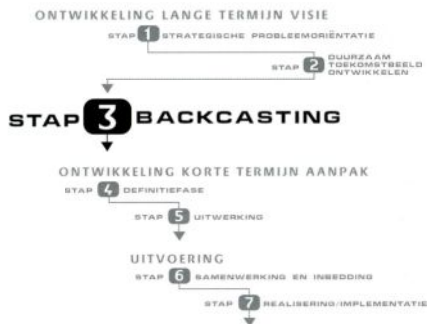 ONTWIKKELING LANGE TERMIJN VISIE
STAP 1 STRATEGISCHE PROBLEEMORIËNTATIE
STAP 2 DUURZAAM
TOEKOMSTBEELD
ONTWIKKELEN
STAP 3 BACKCASTING
ONTWIKKELING KORTE TERMIJN AANPAK
STAP 4 DEFINITIEFASE
STAP 5 UITWERKING
UITVOERING
STAP 6 SAMENWERKING EN INBEDDING
STAP 7 REALISERING/IMPLEMENTATIE